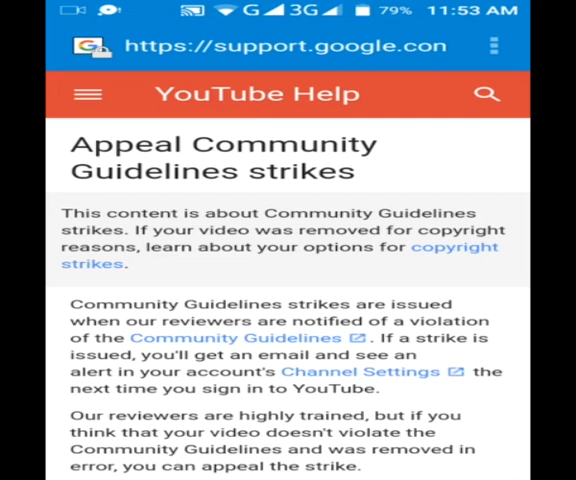 G 3G 79% 11:53 AM
G https://support.google.con
YouTube Help
Appeal Community
Guidelines strikes
This content is about Community Guidelines
strikes. If your video was removed for copyright
reasons, learn about your options for copyright
strikes.
Community Guidelines strikes are issued
when our reviewers are notified of a violation
of the Community Guidelines . If a strike is
issued, you'll get an email and see an
alert in your account's Channel Settings the
next time you sign in to YouTube.
Our reviewers are highly trained, but if you
think that your video doesn't violate the
Community Guidelines and was removed in
error, you can appeal the strike.